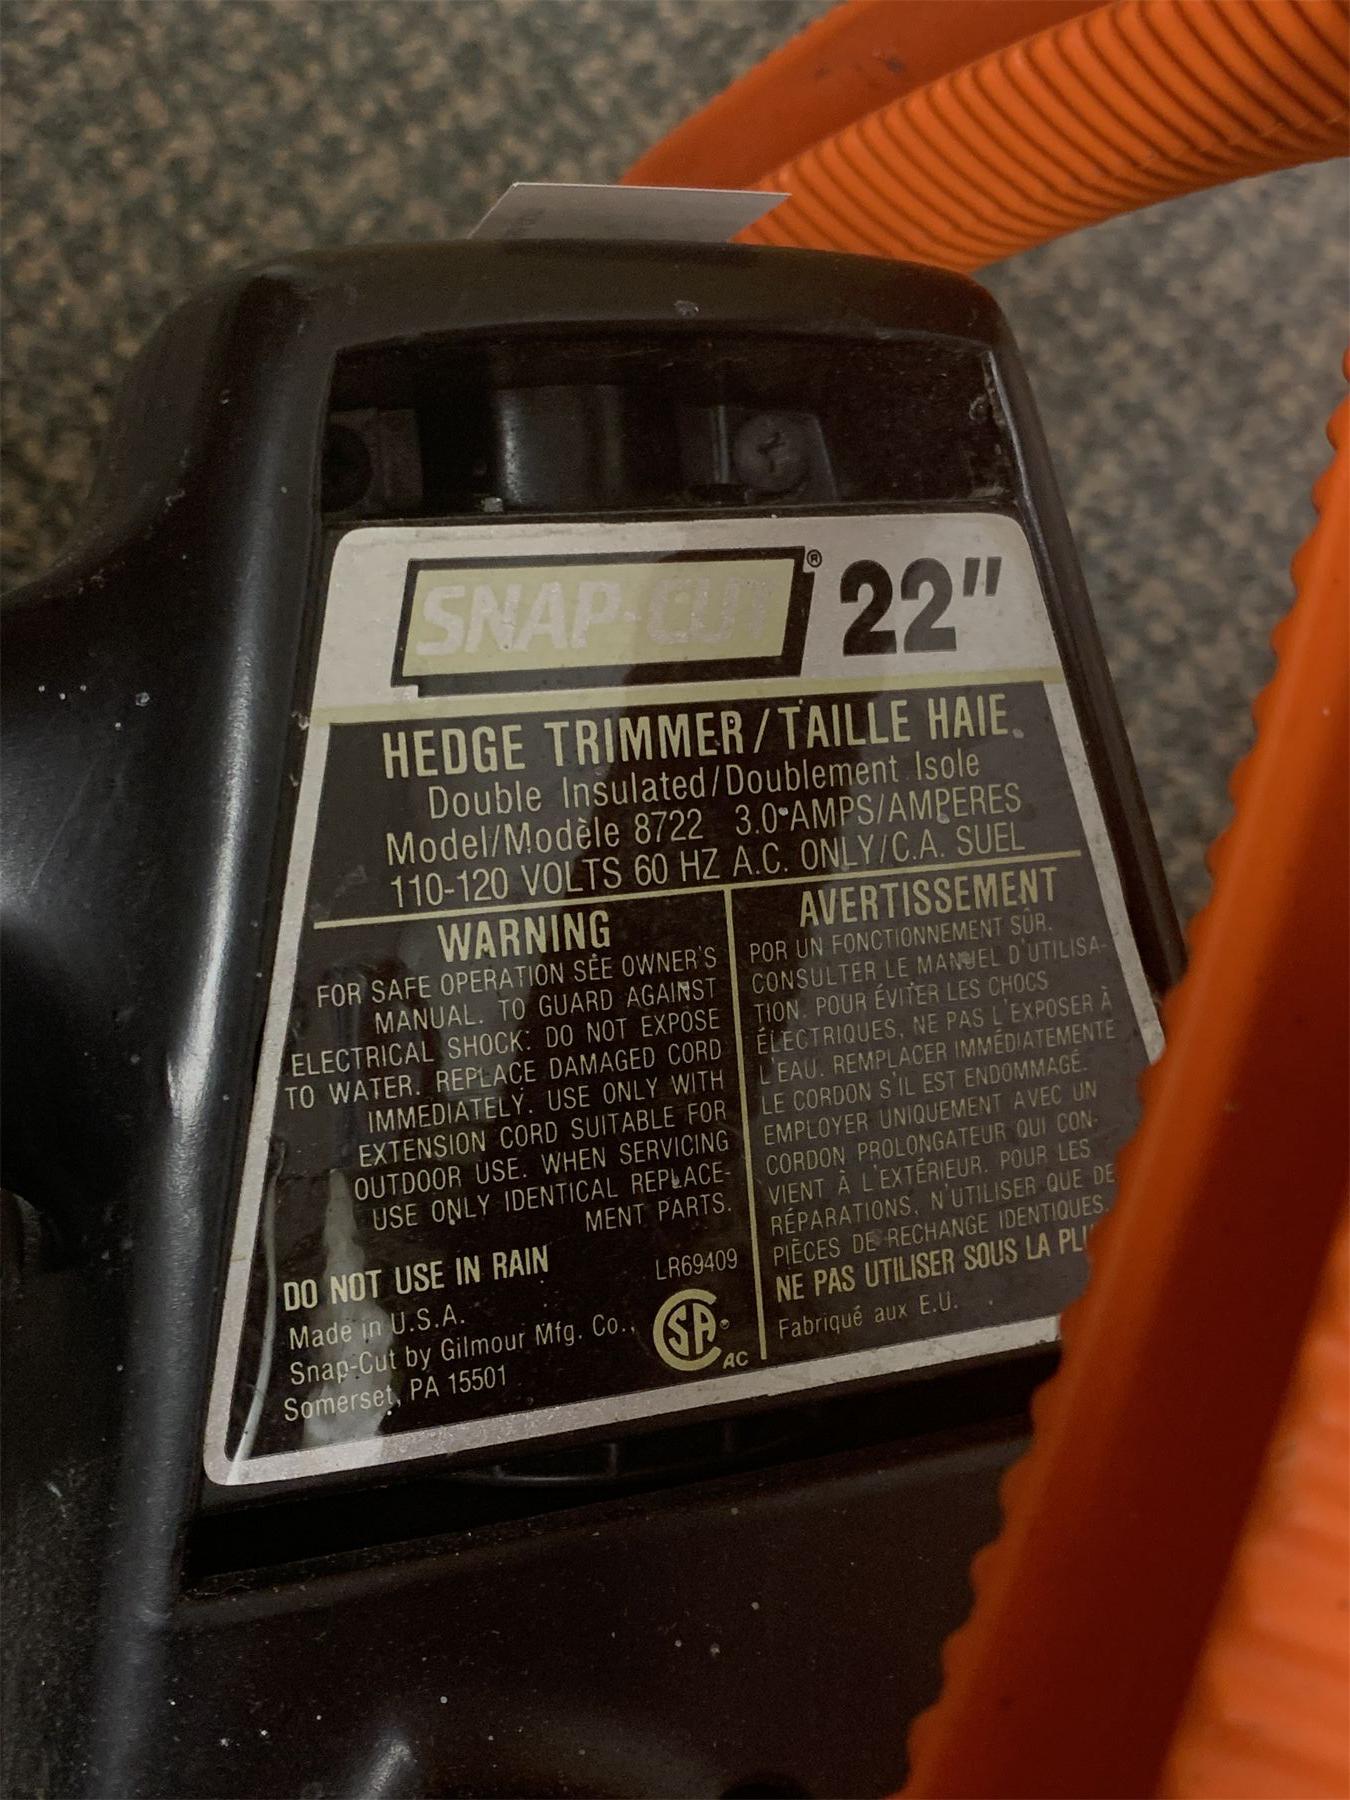 SNAP-CUT® 22"
HEDGE TRIMMER/TAILLE HAIE
Double Insulated/Doublement Isole
Model/Modèle 8722 3.0 AMPS/AMPERES
110-120 VOLTS 60 HZ A.C. ONLY/C.A. SUEL
WARNING
FOR SAFE OPERATION SEE OWNER'S
MANUAL. TO GUARD AGAINST
ELECTRICAL SHOCK: DO NOT EXPOSE
TO WATER. REPLACE DAMAGED CORD
IMMEDIATELY. USE ONLY WITH
EXTENSION CORD SUITABLE FOR
OUTDOOR USE. WHEN SERVICING
USE ONLY IDENTICAL REPLACE-
MENT PARTS.
DO NOT USE IN RAIN
LR69409
Made in U.S.A.
Snap-Cut by Gilmour Mfg. Co.,
Somerset, PA 15501
CSA
AC
AVERTISSEMENT
POR UN FONCTIONNEMENT SÛR.
CONSULTER LE MANUEL D'UTILISA-
TION. POUR ÉVITER LES CHOCS
ÉLECTRIQUES, NE PAS L'EXPOSER À
L'EAU. REMPLACER IMMÉDIATEMENTE
LE CORDON S'IL EST ENDOMMAGÉ.
EMPLOYER UNIQUEMENT AVEC UN
CORDON PROLONGATEUR QUI CON-
VIENT À L'EXTÉRIEUR. POUR LES
RÉPARATIONS, N'UTILISER QUE DE
PIÈCES DE RECHANGE IDENTIQUES.
NE PAS UTILISER SOUS LA
Fabriqué aux E.U.